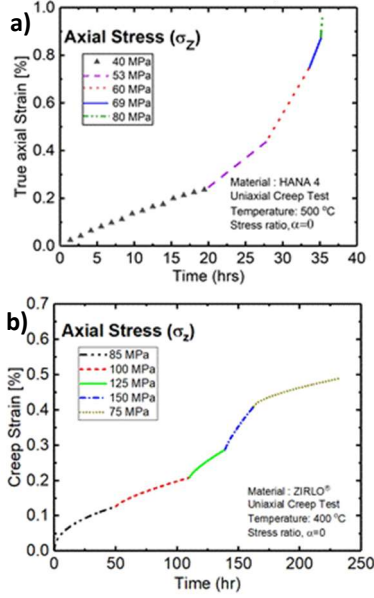 a)
Axial Stress (σz)
40 MPa
53 MPa
60 MPa
69 MPa
80 MPa
Material : HANA 4
Uniaxial Creep Test
Temperature: 500 °C
Stress ratio, α=0
True axial Strain [%]
1.0
0.8
0.6
0.4
0.2
0.0
0 5 10 15 20 25 30 35 40
Time (hrs)
b)
Axial Stress (σz)
85 MPa
100 MPa
125 MPa
150 MPa
75 MPa
Material : ZIRLO®
Uniaxial Creep Test
Temperature: 400 °C
Stress ratio, α=0
Creep Strain [%]
0.7
0.6
0.5
0.4
0.3
0.2
0.1
0.0
0 50 100 150 200 250
Time (hr)